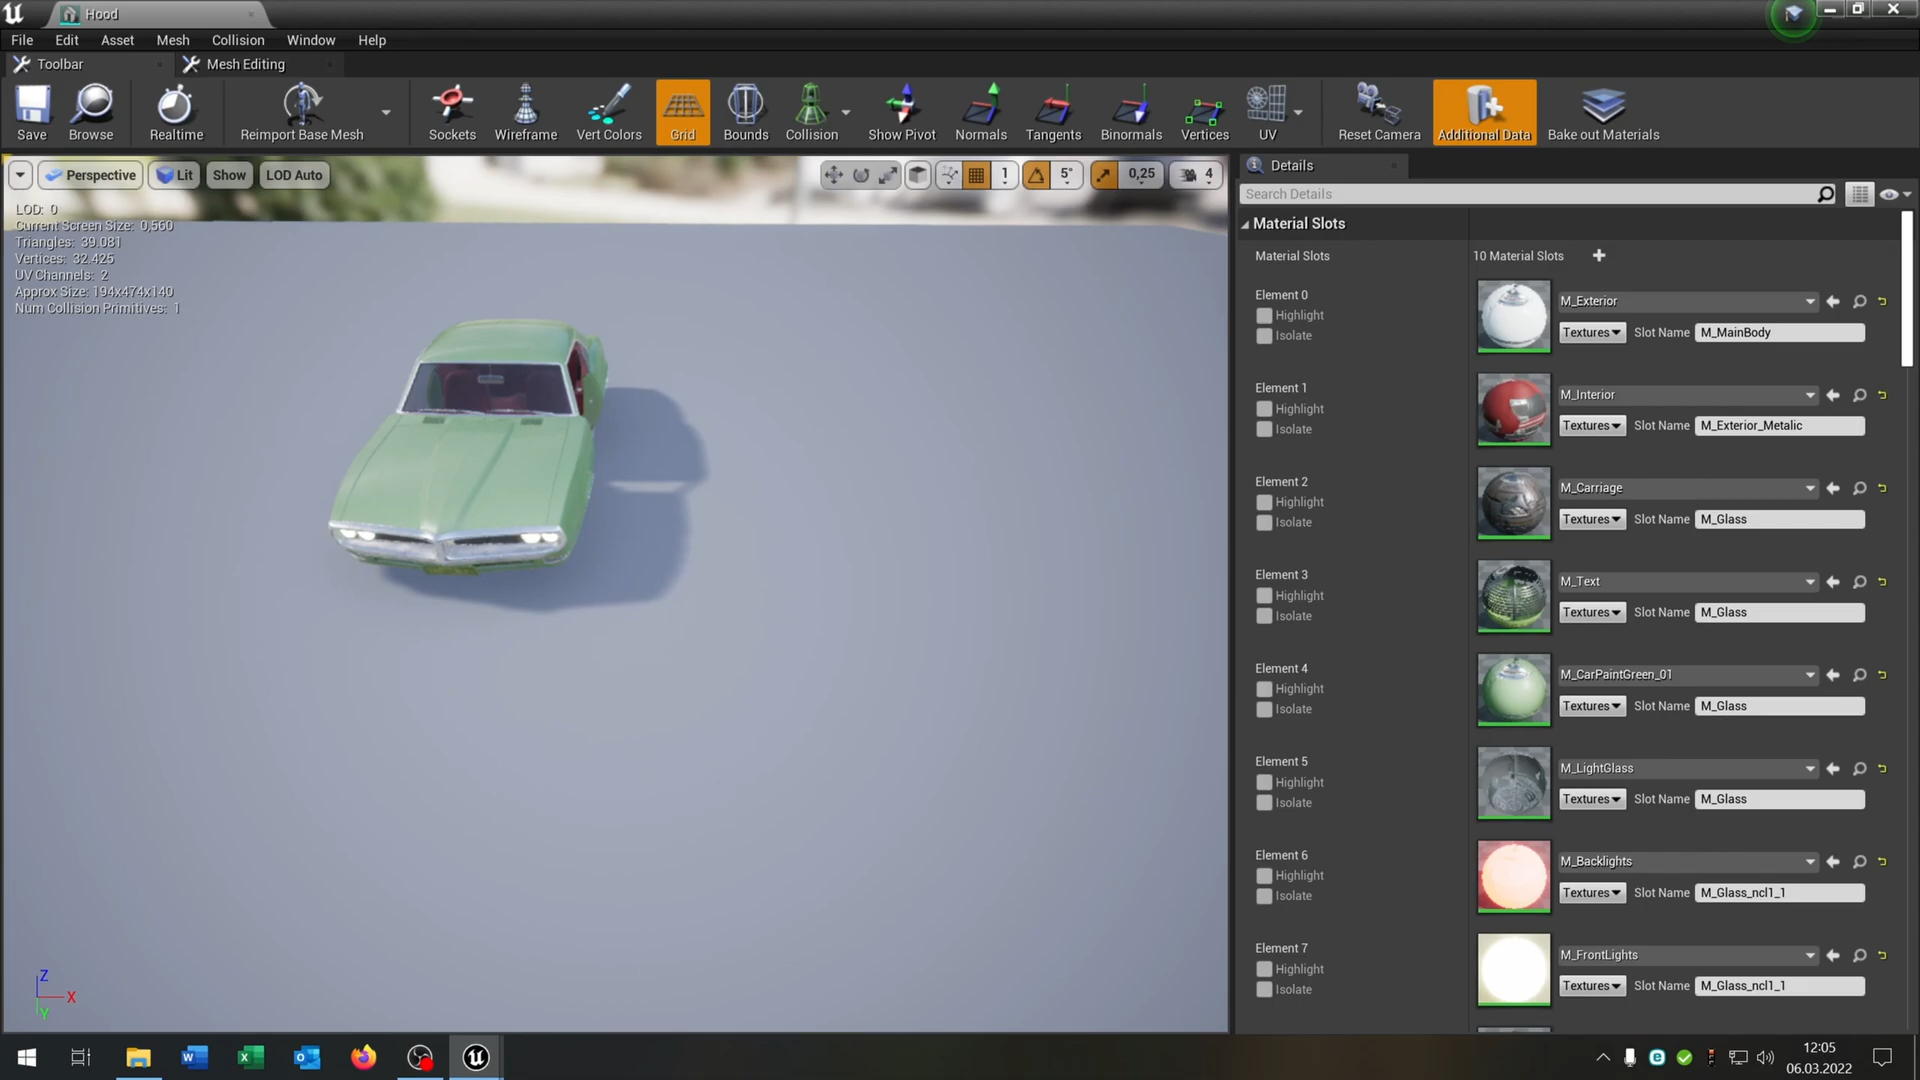 Hood
File Edit Asset Mesh Collision Window Help
Toolbar Mesh Editing
Save Browse Realtime Reimport Base Mesh Sockets Wireframe Vert Colors Grid Bounds Collision Show Pivot Normals Tangents Binormals Vertices UV Reset Camera Additional Data Bake out Materials
Perspective Lit Show LOD Auto 1 5° 0,25 4
LOD: 0
Current Screen Size: 0,560
Triangles: 39.081
Vertices: 32.425
UV Channels: 2
Approx Size: 194x474x140
Num Collision Primitives: 1
Z
X
Y
Details
Search Details
Material Slots
Material Slots 10 Material Slots
Element 0 M_Exterior
Highlight
Isolate Textures Slot Name M_MainBody
Element 1 M_Interior
Highlight
Isolate Textures Slot Name M_Exterior_Metalic
Element 2 M_Carriage
Highlight
Isolate Textures Slot Name M_Glass
Element 3 M_Text
Highlight
Isolate Textures Slot Name M_Glass
Element 4 M_CarPaintGreen_01
Highlight
Isolate Textures Slot Name M_Glass
Element 5 M_LightGlass
Highlight
Isolate Textures Slot Name M_Glass
Element 6 M_Backlights
Highlight
Isolate Textures Slot Name M_Glass_ncl1_1
Element 7 M_FrontLights
Highlight
Isolate Textures Slot Name M_Glass_ncl1_1
12:05
06.03.2022